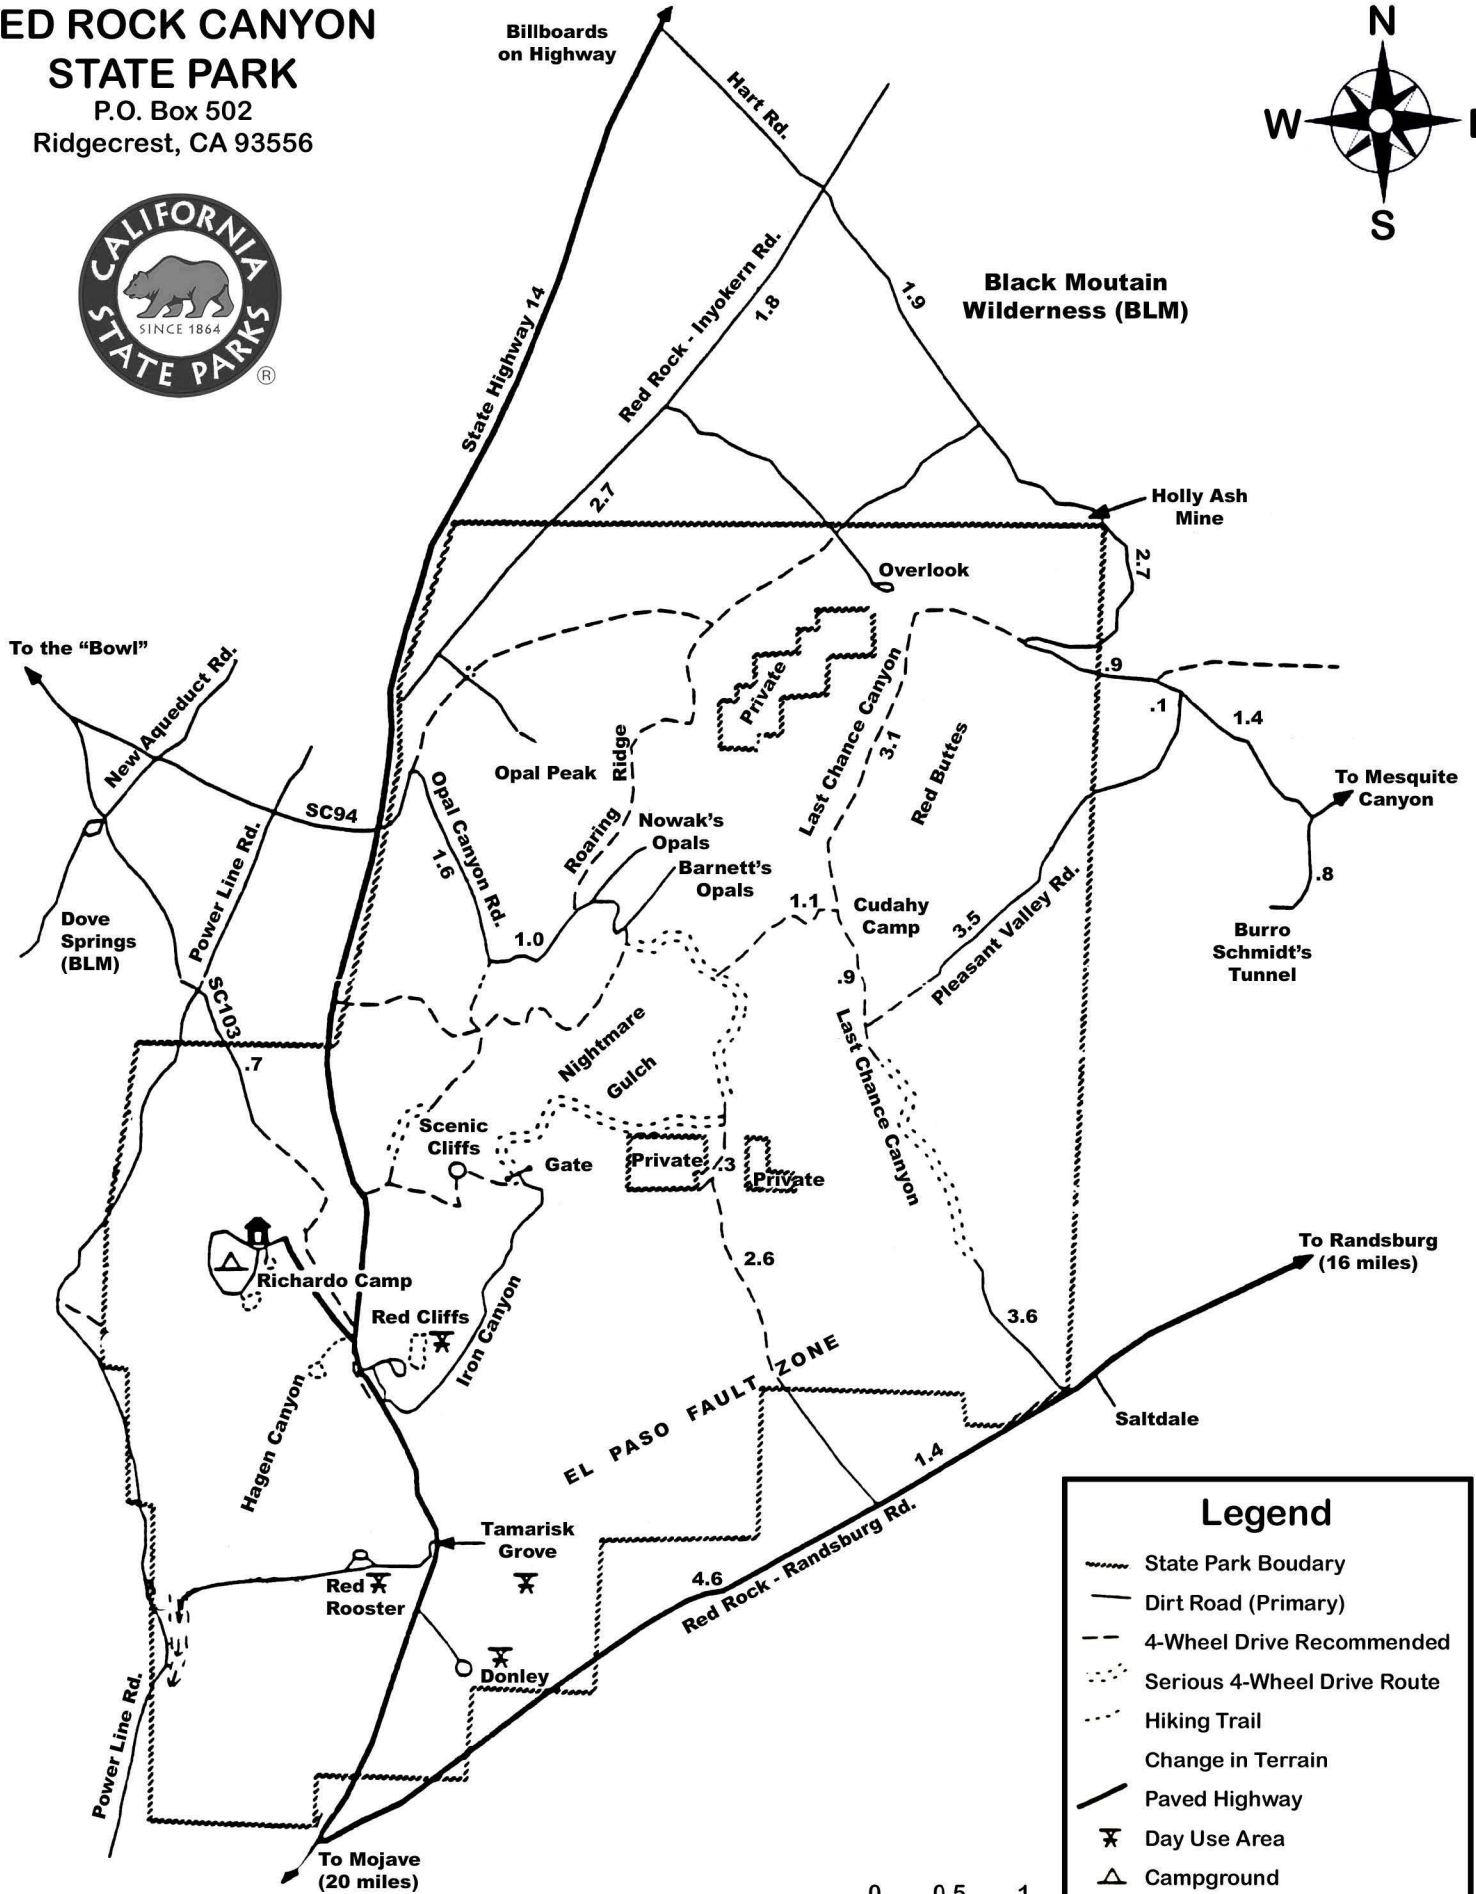 ED ROCK CANYON
STATE PARK
P.O. Box 502
Ridgecrest, CA 93556
CALIFORNIA
SINCE 1864
STATE PARKS
®
Billboards
on Highway
Hart Rd.
N
W
S
State Highway 14
Red Rock - Inyokern Rd.
1.8
1.9
Black Moutain
Wilderness (BLM)
2.7
Holly Ash
Mine
2.7
Overlook
To the “Bowl”
New Aqueduct Rd.
Private
Last Chance Canyon
3.1
Red Buttes
.9
.1
1.4
To Mesquite
Canyon
.8
Burro
Schmidt’s
Tunnel
Opal Peak
Roaring
Ridge
SC94
Opal Canyon Rd.
1.6
Power Line Rd.
Nowak’s
Opals
Barnett’s
Opals
1.0
1.1
Cudahy
Camp
3.5
Pleasant Valley Rd.
.9
Dove
Springs
(BLM)
SC103
.7
Nightmare
Gulch
Last Chance Canyon
Scenic
Cliffs
Gate
Private
.3
Private
2.6
3.6
To Randsburg
(16 miles)
Richardo Camp
Red Cliffs
Iron Canyon
Hagen Canyon
EL PASO FAULT ZONE
Saltdale
1.4
Red Rock - Randsburg Rd.
4.6
Tamarisk
Grove
Red
Rooster
Donley
Power Line Rd.
To Mojave
(20 miles)
Legend
State Park Boudary
Dirt Road (Primary)
4-Wheel Drive Recommended
Serious 4-Wheel Drive Route
Hiking Trail
Change in Terrain
Paved Highway
Day Use Area
Campground
0 0.5 1